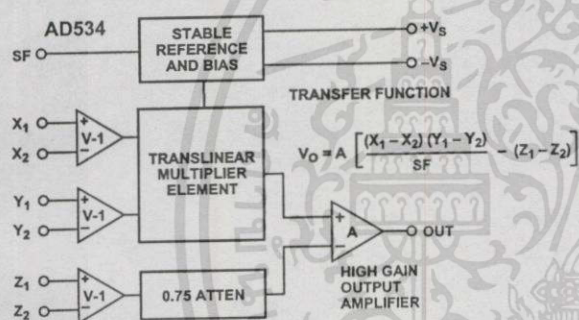 AD534
STABLE
REFERENCE
AND BIAS
SF
+VS
–VS
TRANSFER FUNCTION
X1
X2
+
–
V-1
TRANSLINEAR
MULTIPLIER
ELEMENT
VO = A [ (X1 – X2) (Y1 – Y2) / SF – (Z1 – Z2) ]
Y1
Y2
+
–
V-1
+
–
A
OUT
HIGH GAIN
OUTPUT
AMPLIFIER
Z1
Z2
+
–
V-1
0.75 ATTEN